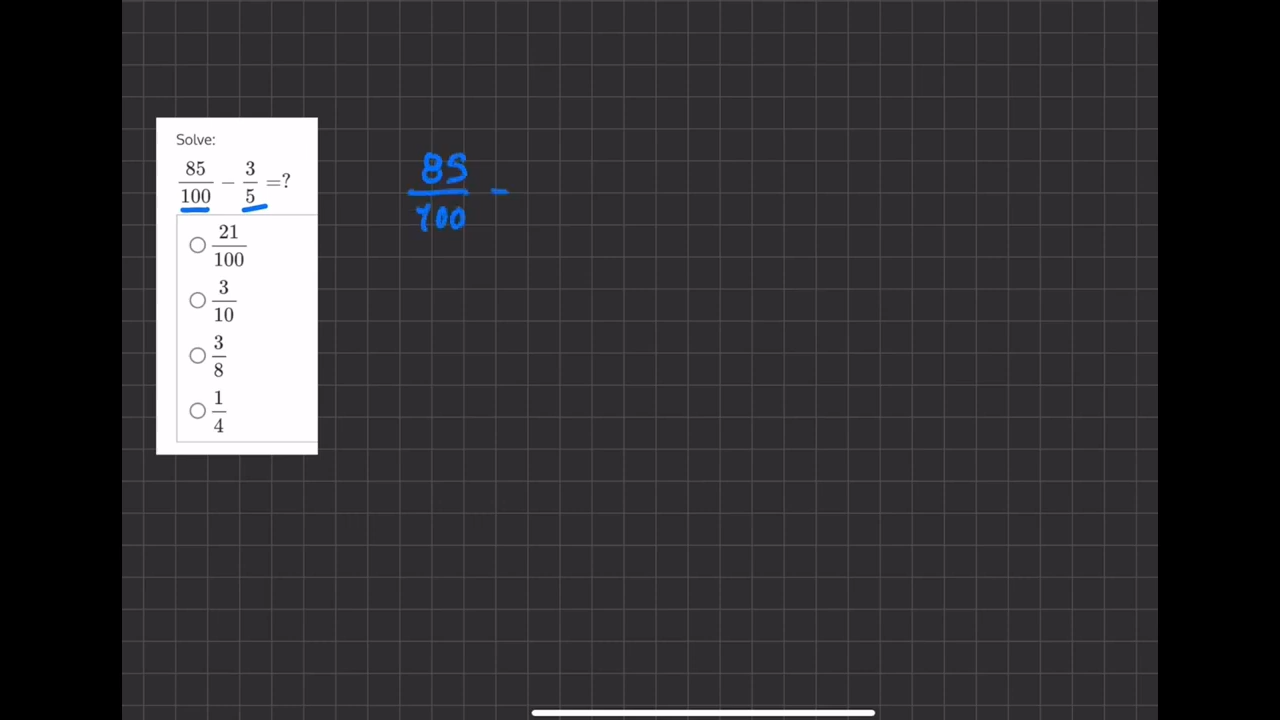 Solve:
85/100 − 3/5 =?
21/100
3/10
3/8
1/4
85/100 −